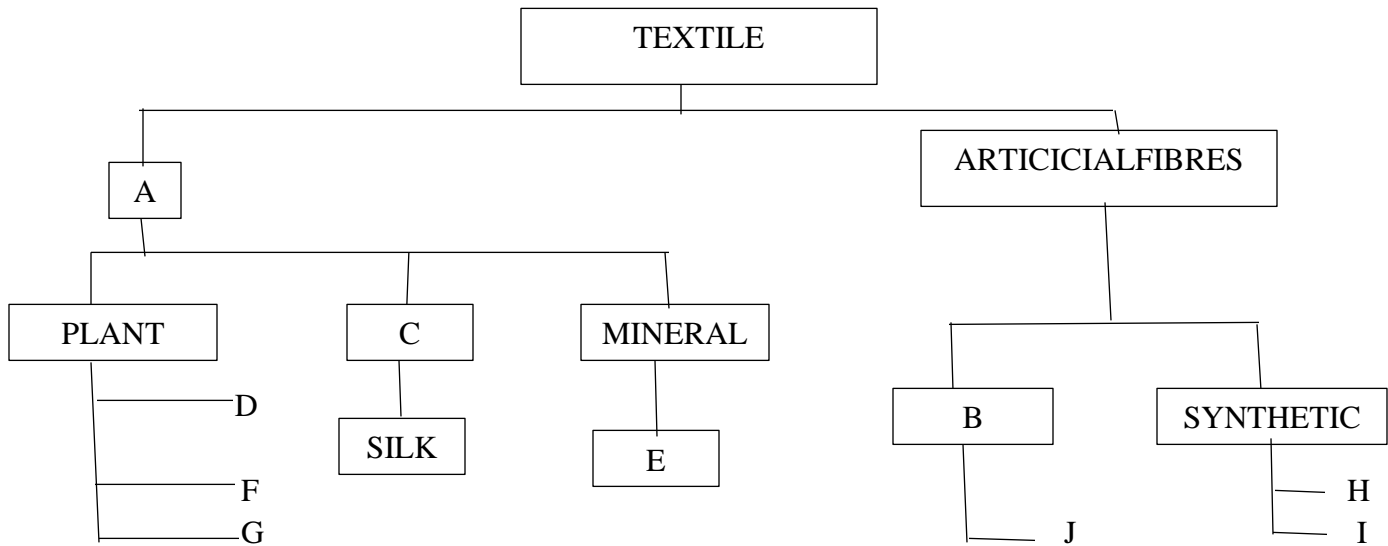 TEXTILE
ARTICICIALFIBRES
A
PLANT
C
MINERAL
B
SYNTHETIC
D
SILK
E
F
H
G
J
I